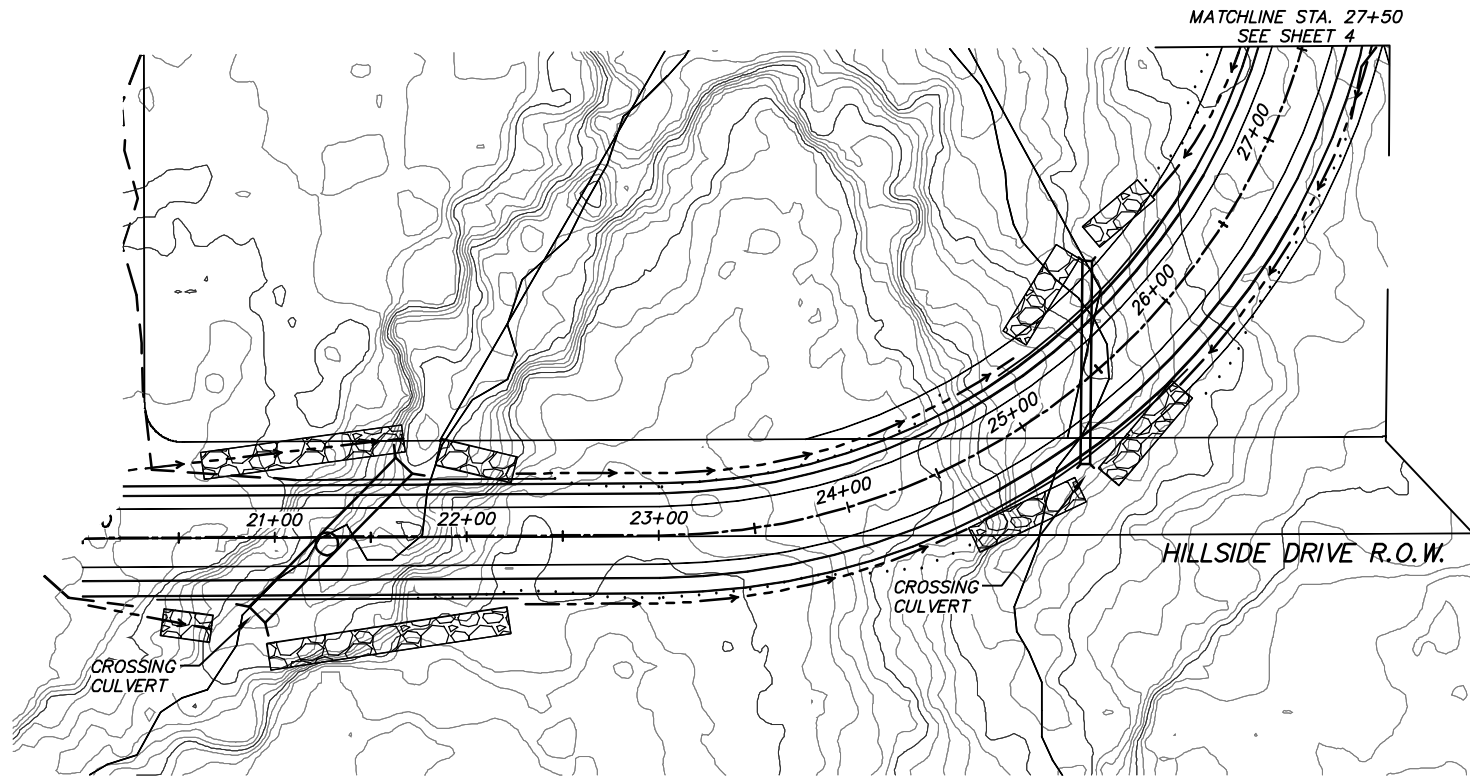 MATCHLINE STA. 27+50
SEE SHEET 4
27+00
26+00
25+00
24+00
21+00
22+00
23+00
HILLSIDE DRIVE R.O.W.
CROSSING
CULVERT
CROSSING
CULVERT